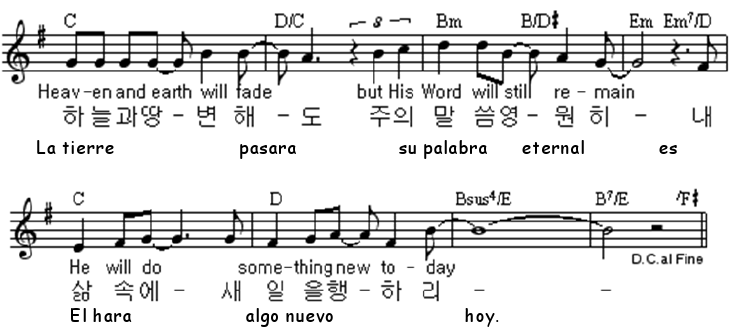 C D/C 3 Bm B/D♯ Em Em⁷/D
Heav-en and earth will fade but His Word will still re-main
하늘과땅-변 해-도 주의 말 씀영-원히-내
La tierre pasara su palabra eternal es
C D Bsus⁴/E B⁷/E /F♯
D.C. al Fine
He will do some-thing new to-day
삶 속에-새 일 을행-하 리- -
El hara algo nuevo hoy.